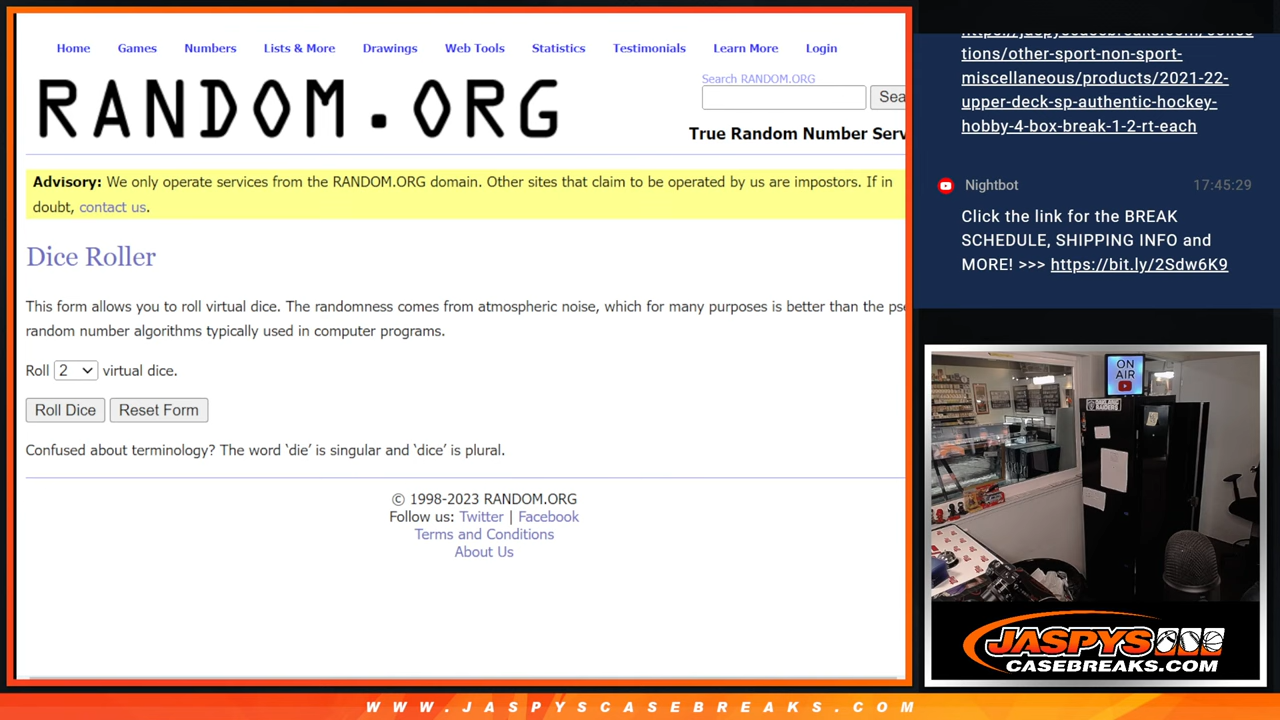 Home Games Numbers Lists & More Drawings Web Tools Statistics Testimonials Learn More Login
RANDOM.ORG
Search RANDOM.ORG
Sea
True Random Number Serv
Advisory: We only operate services from the RANDOM.ORG domain. Other sites that claim to be operated by us are impostors. If in
doubt, contact us.
Dice Roller
This form allows you to roll virtual dice. The randomness comes from atmospheric noise, which for many purposes is better than the pse
random number algorithms typically used in computer programs.
Roll 2 virtual dice.
Roll Dice Reset Form
Confused about terminology? The word ‘die’ is singular and ‘dice’ is plural.
© 1998-2023 RANDOM.ORG
Follow us: Twitter | Facebook
Terms and Conditions
About Us
tions/other-sport-non-sport-
miscellaneous/products/2021-22-
upper-deck-sp-authentic-hockey-
hobby-4-box-break-1-2-rt-each
Nightbot 17:45:29
Click the link for the BREAK
SCHEDULE, SHIPPING INFO and
MORE! >>> https://bit.ly/2Sdw6K9
ON
AIR
JASPYS
CASEBREAKS.COM
WWW.JASPYSCASEBREAKS.COM